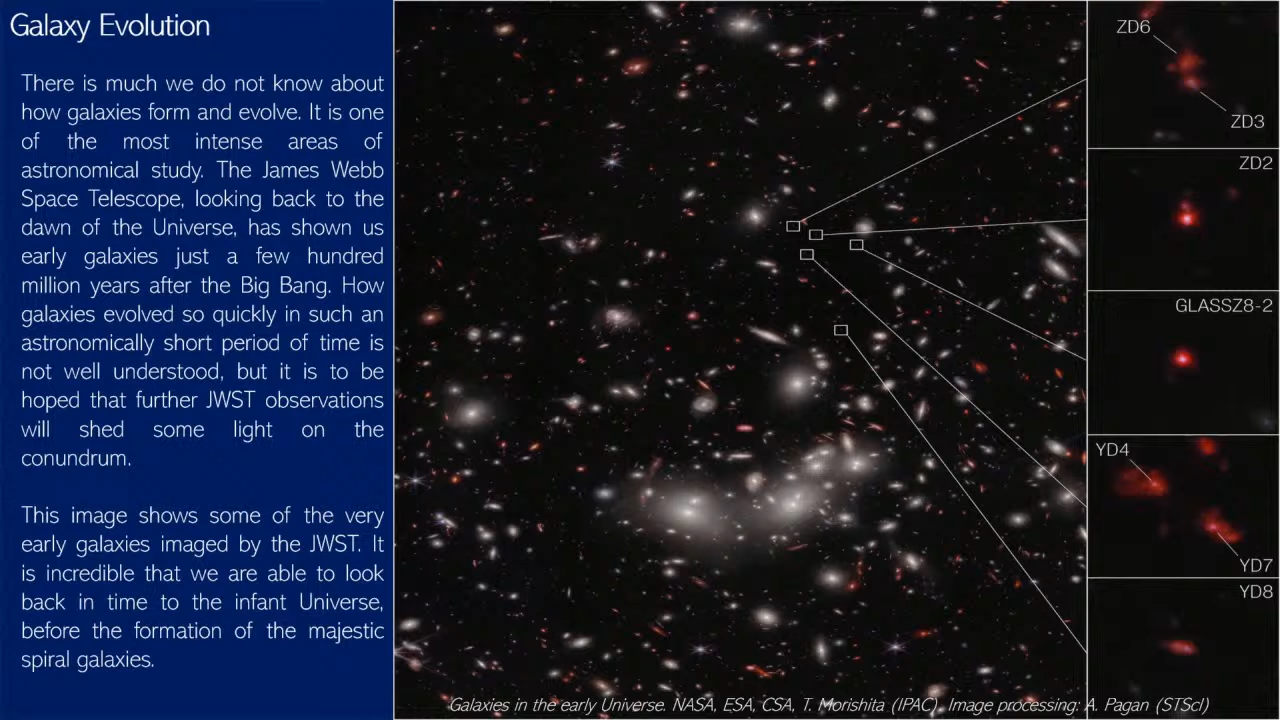 Galaxy Evolution
There is much we do not know about
how galaxies form and evolve. It is one
of the most intense areas of
astronomical study. The James Webb
Space Telescope, looking back to the
dawn of the Universe, has shown us
early galaxies just a few hundred
million years after the Big Bang. How
galaxies evolved so quickly in such an
astronomically short period of time is
not well understood, but it is to be
hoped that further JWST observations
will shed some light on the
conundrum.
This image shows some of the very
early galaxies imaged by the JWST. It
is incredible that we are able to look
back in time to the infant Universe,
before the formation of the majestic
spiral galaxies.
ZD6
ZD3
ZD2
GLASSZ8-2
YD4
YD7
YD8
Galaxies in the early Universe. NASA, ESA, CSA, T. Morishita (IPAC). Image processing: A. Pagan (STScI)